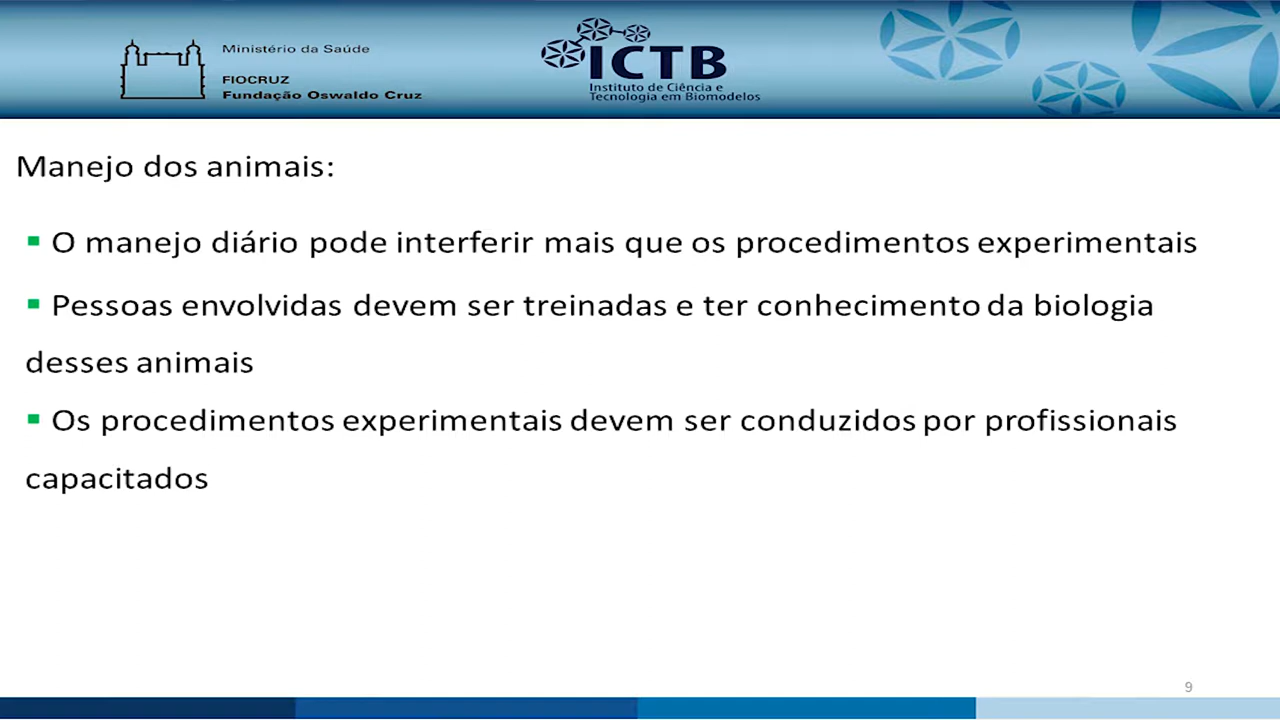 Ministério da Saúde
FIOCRUZ
Fundação Oswaldo Cruz
ICTB
Instituto de Ciência e
Tecnologia em Biomodelos
Manejo dos animais:
▪ O manejo diário pode interferir mais que os procedimentos experimentais
▪ Pessoas envolvidas devem ser treinadas e ter conhecimento da biologia
desses animais
▪ Os procedimentos experimentais devem ser conduzidos por profissionais
capacitados
9